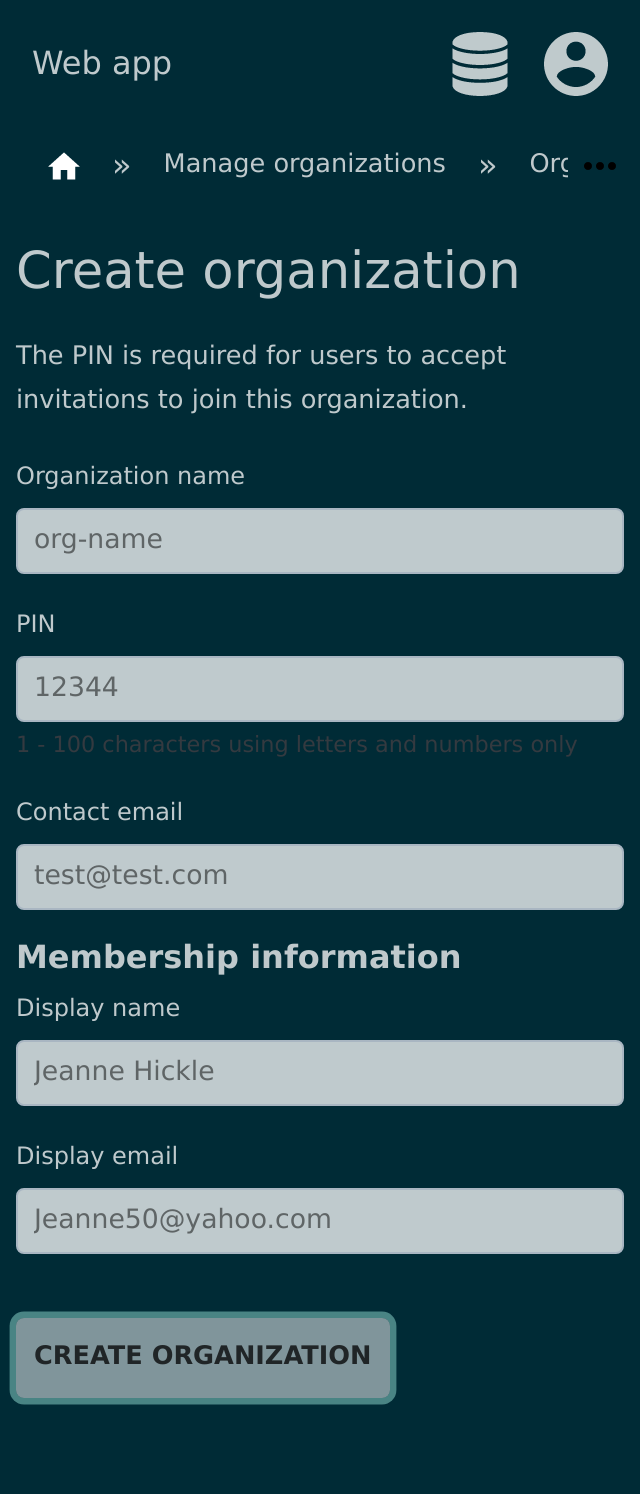 Web app
» Manage organizations » Org
Create organization
The PIN is required for users to accept
invitations to join this organization.
Organization name
org-name
PIN
12344
1 - 100 characters using letters and numbers only
Contact email
test@test.com
Membership information
Display name
Jeanne Hickle
Display email
Jeanne50@yahoo.com
CREATE ORGANIZATION